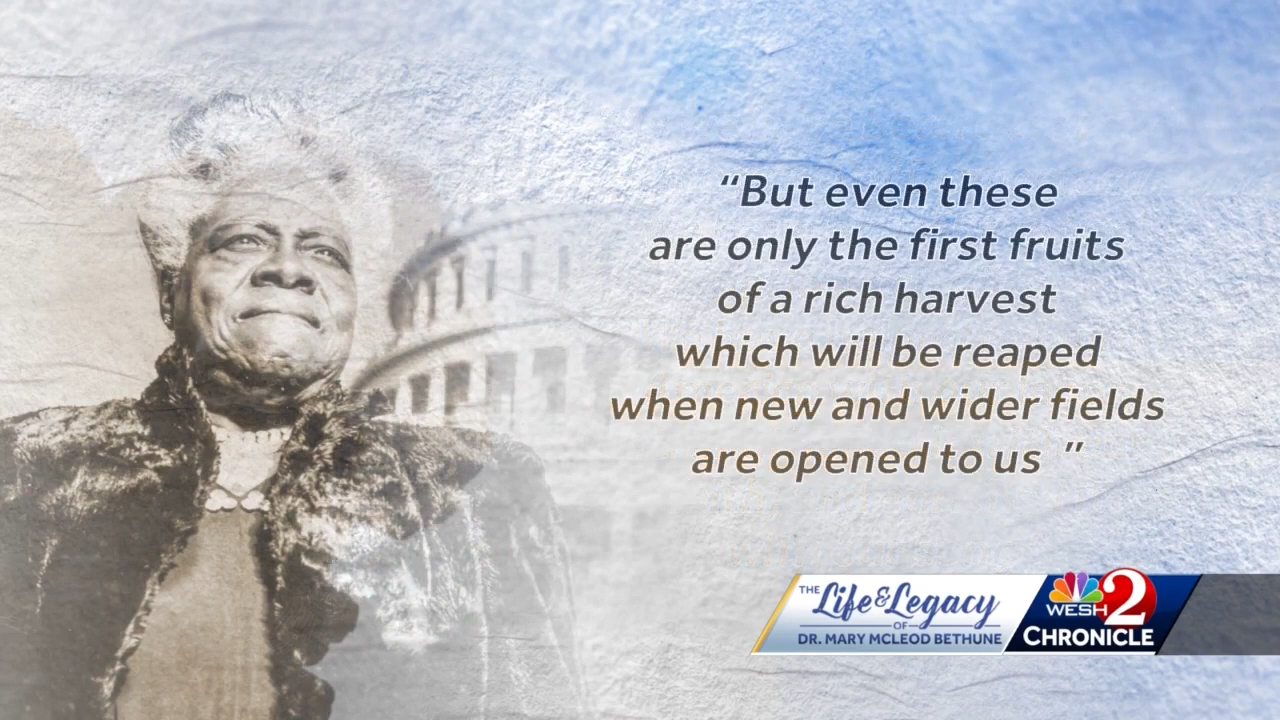 “But even these
are only the first fruits
of a rich harvest
which will be reaped
when new and wider fields
are opened to us ”
THE Life & Legacy
OF
DR. MARY MCLEOD BETHUNE
WESH 2
CHRONICLE